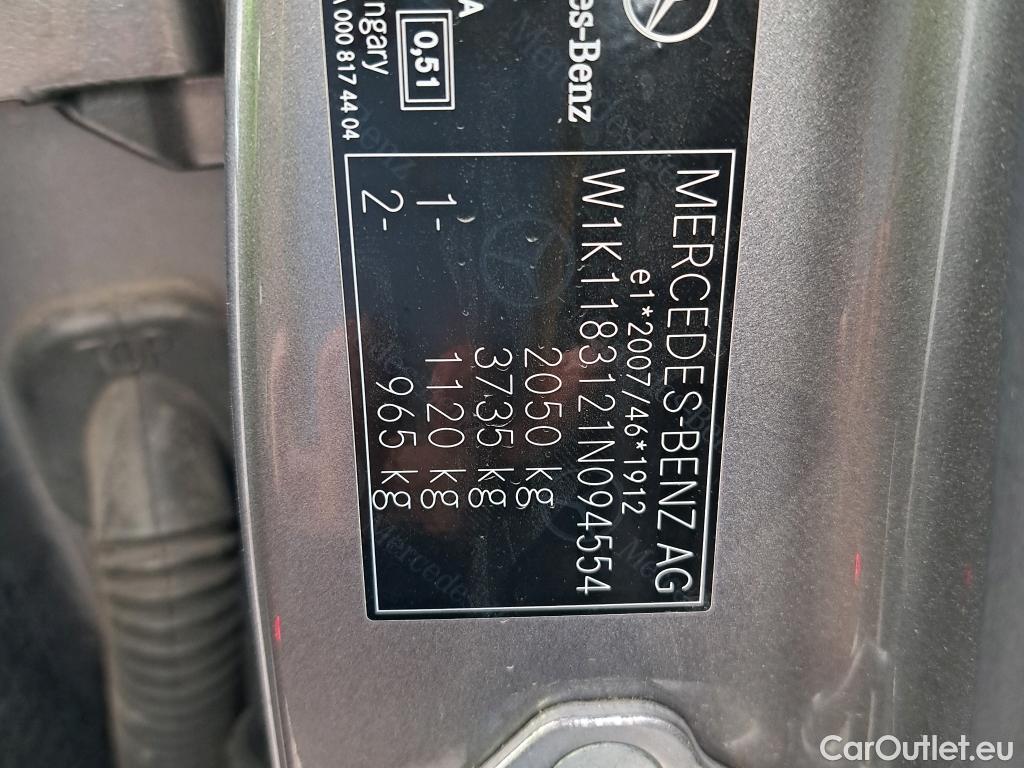 MERCEDES-BENZ AG
e1*2007/46*1912
W1K1183121N094554
2050 kg
3735 kg
1- 1120 kg
2- 965 kg
es-Benz
A
0,51
ngary
A 000 817 44 04
TOP
CarOutlet.eu